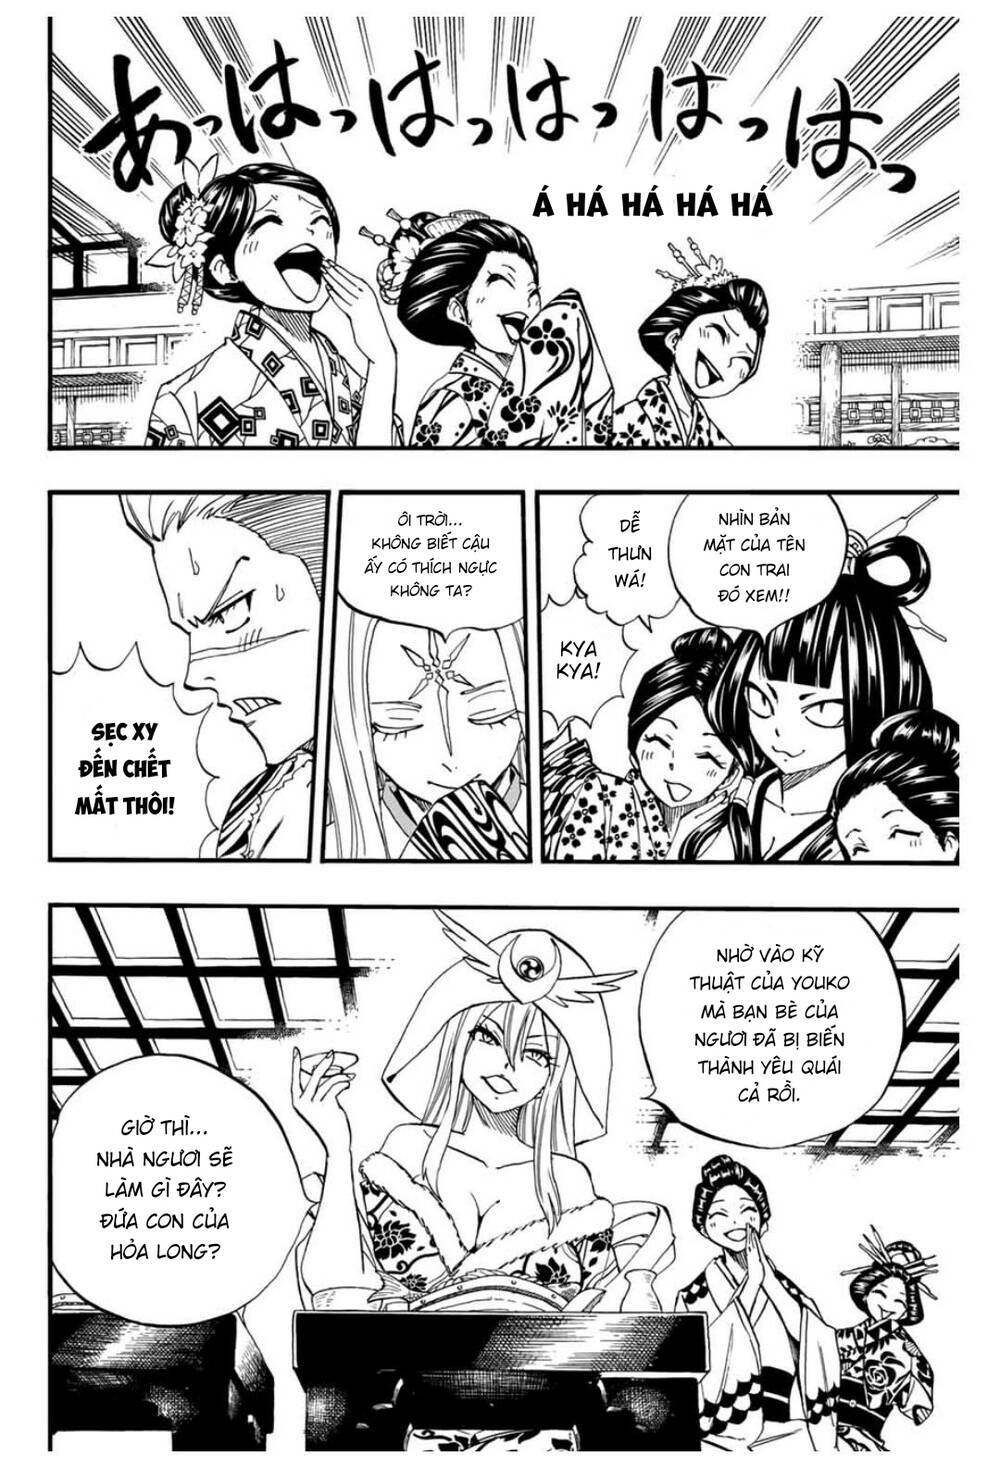 あっはっはっはっはっはっ
Á HÁ HÁ HÁ HÁ
NHÌN BẢN
MẶT CỦA TÊN
CON TRAI
ĐÓ XEM!!
DỄ
THƯN
WÁ!
KYA
KYA!
ÔI TRỜI...
KHÔNG BIẾT CẬU
ẤY CÓ THÍCH NGỰC
KHÔNG TA?
SẸC XY
ĐẾN CHẾT
MẤT THÔI!
NHỜ VÀO KỸ
THUẬT CỦA YOUKO
MÀ BẠN BÈ CỦA
NGƯƠI ĐÃ BỊ BIẾN
THÀNH YÊU QUÁI
CẢ RỒI.
GIỜ THÌ...
NHÀ NGƯƠI SẼ
LÀM GÌ ĐÂY?
ĐỨA CON CỦA
HỎA LONG?